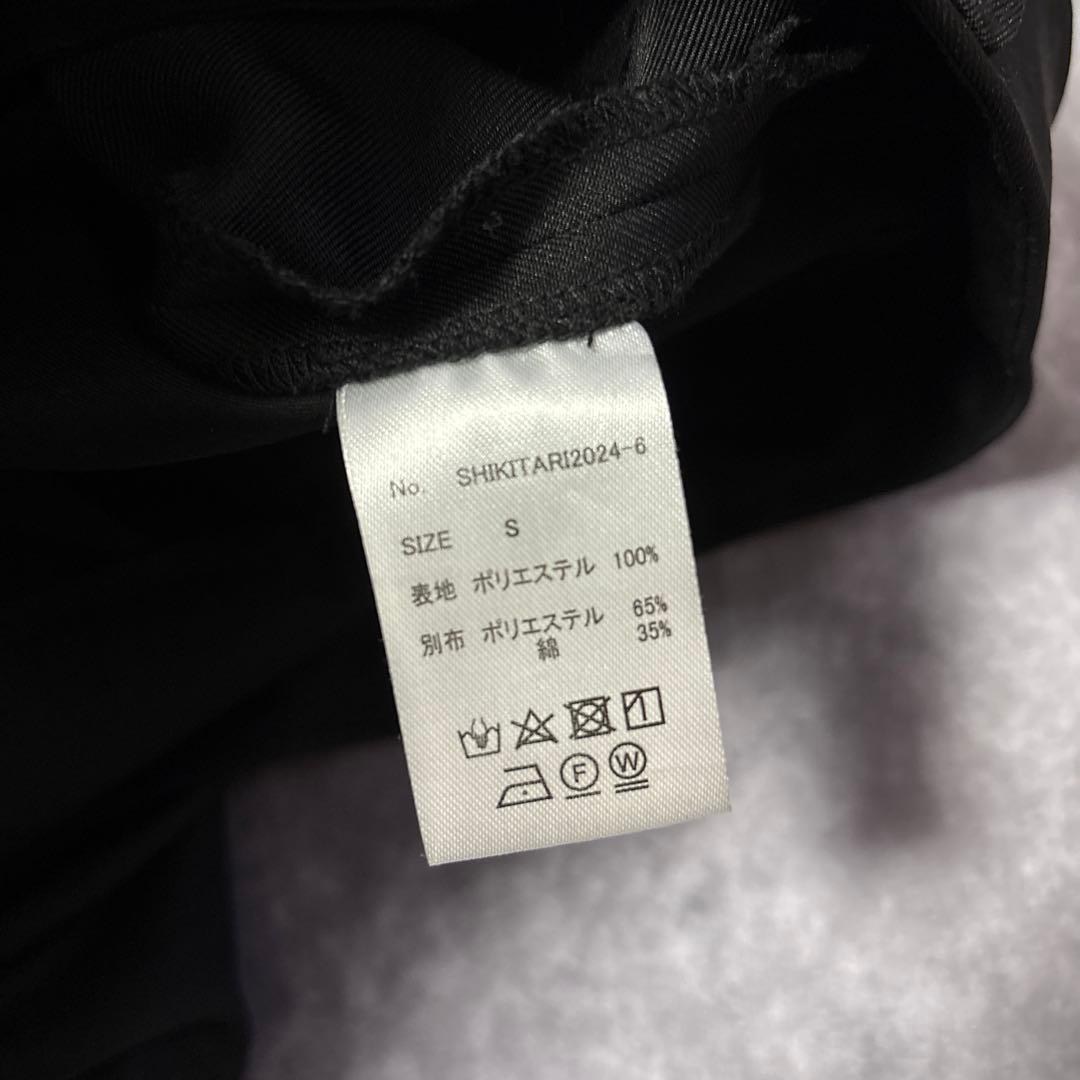 No. SHIKITARI2024-6
SIZE S
表地 ポリエステル 100%
別布 ポリエステル 65%
綿 35%
F W